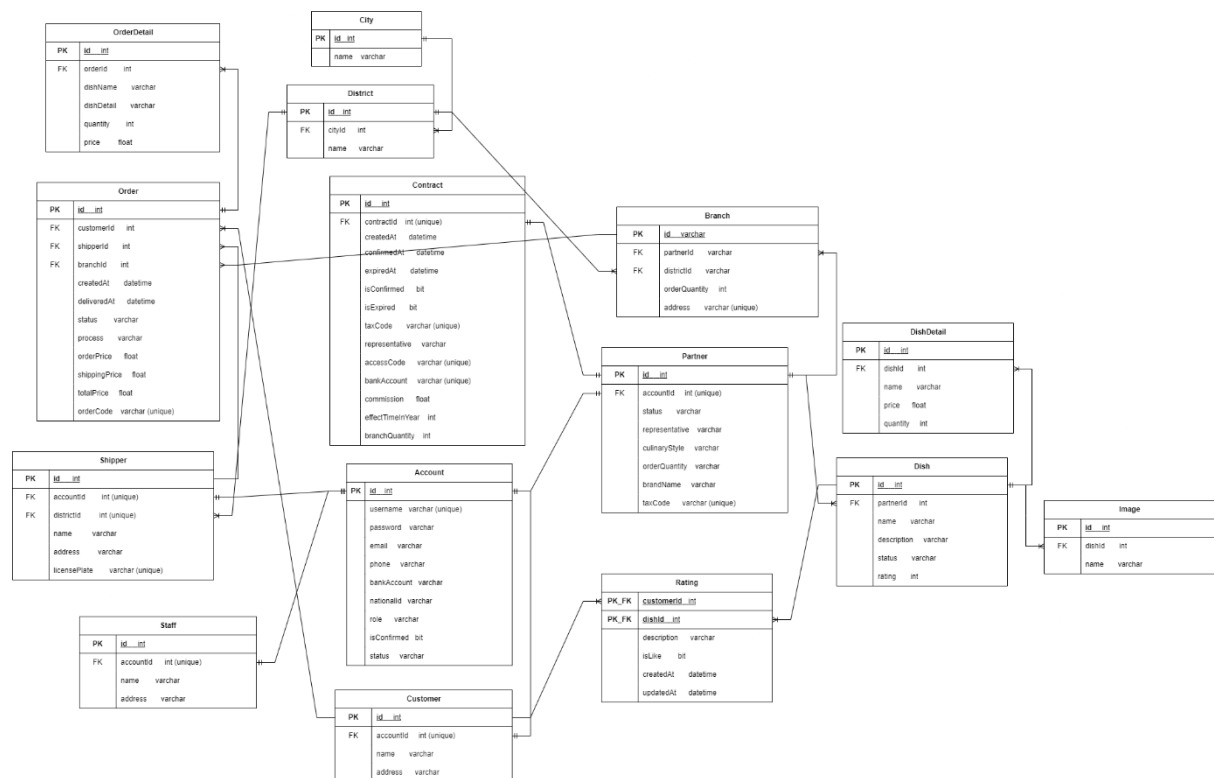 City
PK id int
name varchar
OrderDetail
PK id int
FK orderId int
dishName varchar
dishDetail varchar
quantity int
price float
District
PK id int
FK cityId int
name varchar
Contract
PK id int
FK contractId int (unique)
createdAt datetime
confirmedAt datetime
expiredAt datetime
isConfirmed bit
isExpired bit
taxCode varchar (unique)
representative varchar
accessCode varchar (unique)
bankAccount varchar (unique)
commission float
effectTimeInYear int
branchQuantity int
Order
PK id int
FK customerId int
FK shipperId int
FK branchId int
createdAt datetime
deliveredAt datetime
status varchar
process varchar
orderPrice float
shippingPrice float
totalPrice float
orderCode varchar (unique)
Branch
PK id varchar
FK partnerId varchar
FK districtId varchar
orderQuantity int
address varchar (unique)
DishDetail
PK id int
FK dishId int
name varchar
price float
quantity int
Partner
PK id int
FK accountId int (unique)
status varchar
representative varchar
culinaryStyle varchar
orderQuantity varchar
brandName varchar
taxCode varchar (unique)
Shipper
PK id int
FK accountId int (unique)
FK districtId int (unique)
name varchar
address varchar
licensePlate varchar (unique)
Account
PK id int
username varchar (unique)
password varchar
email varchar
phone varchar
bankAccount varchar
nationalId varchar
role varchar
isConfirmed bit
status varchar
Dish
PK id int
FK partnerId int
name varchar
description varchar
status varchar
rating int
Image
PK id int
FK dishId int
name varchar
Rating
PK_FK customerId int
PK_FK dishId int
description varchar
isLike bit
createdAt datetime
updatedAt datetime
Staff
PK id int
FK accountId int (unique)
name varchar
address varchar
Customer
PK id int
FK accountId int (unique)
name varchar
address varchar